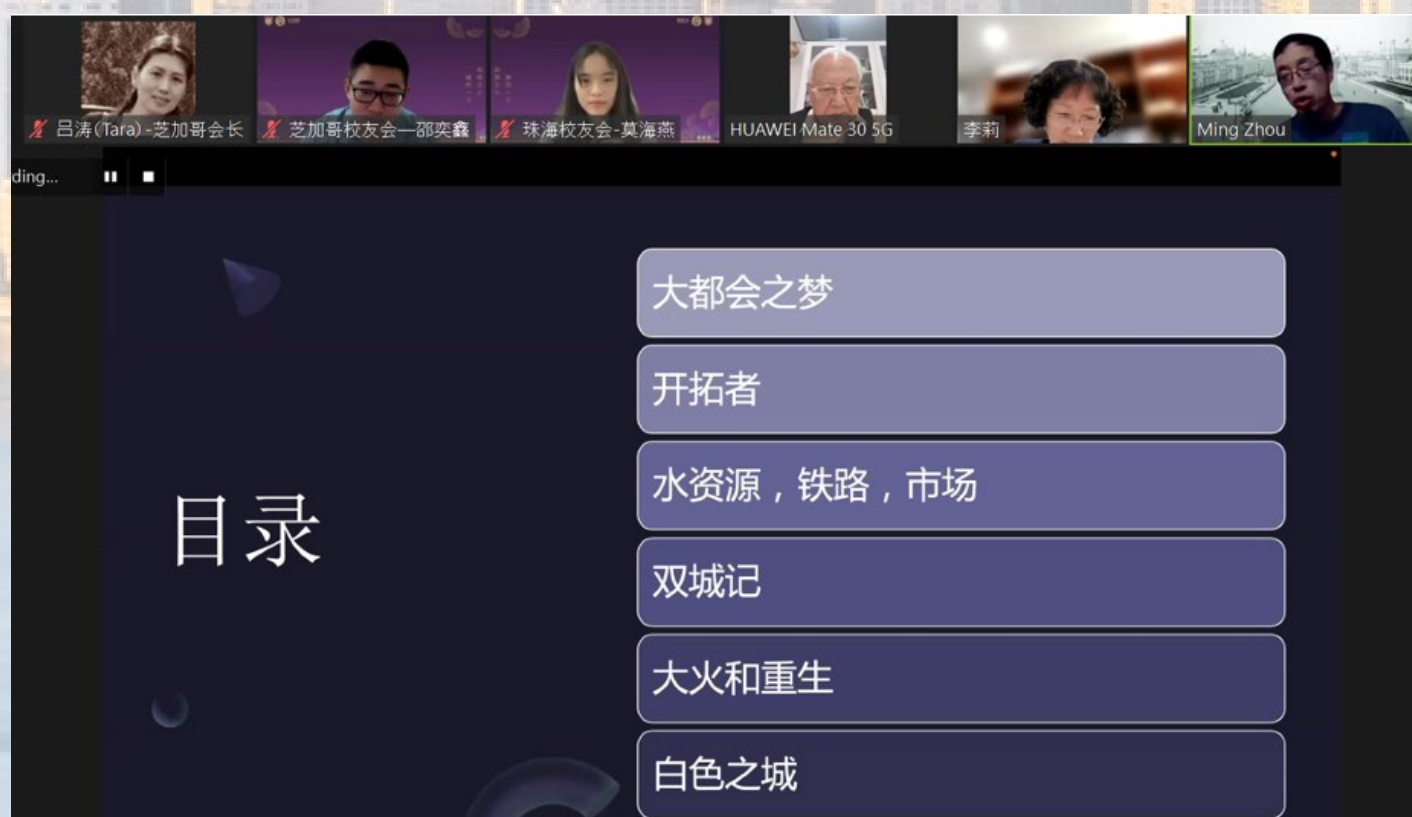 吕涛(Tara)-芝加哥会长
芝加哥校友会—邵奕鑫
珠海校友会-莫海燕
HUAWEI Mate 30 5G
李莉
Ming Zhou
ding...
目录
大都会之梦
开拓者
水资源，铁路，市场
双城记
大火和重生
白色之城